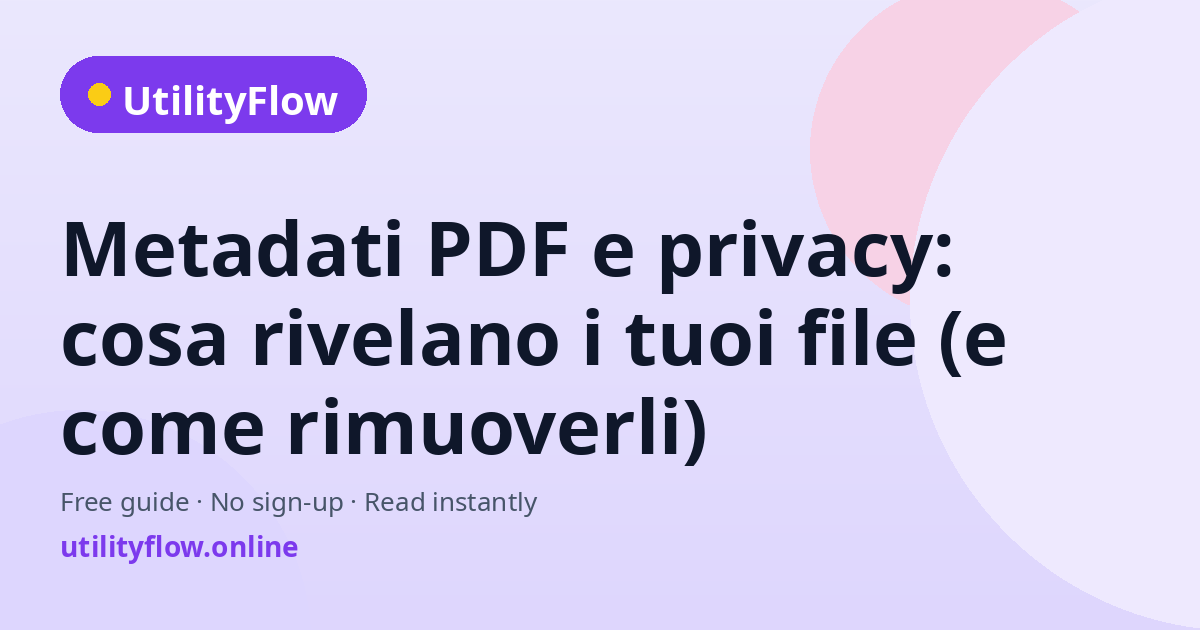 UtilityFlow
Metadati PDF e privacy:
cosa rivelano i tuoi file (e
come rimuoverli)
Free guide · No sign-up · Read instantly
utilityflow.online